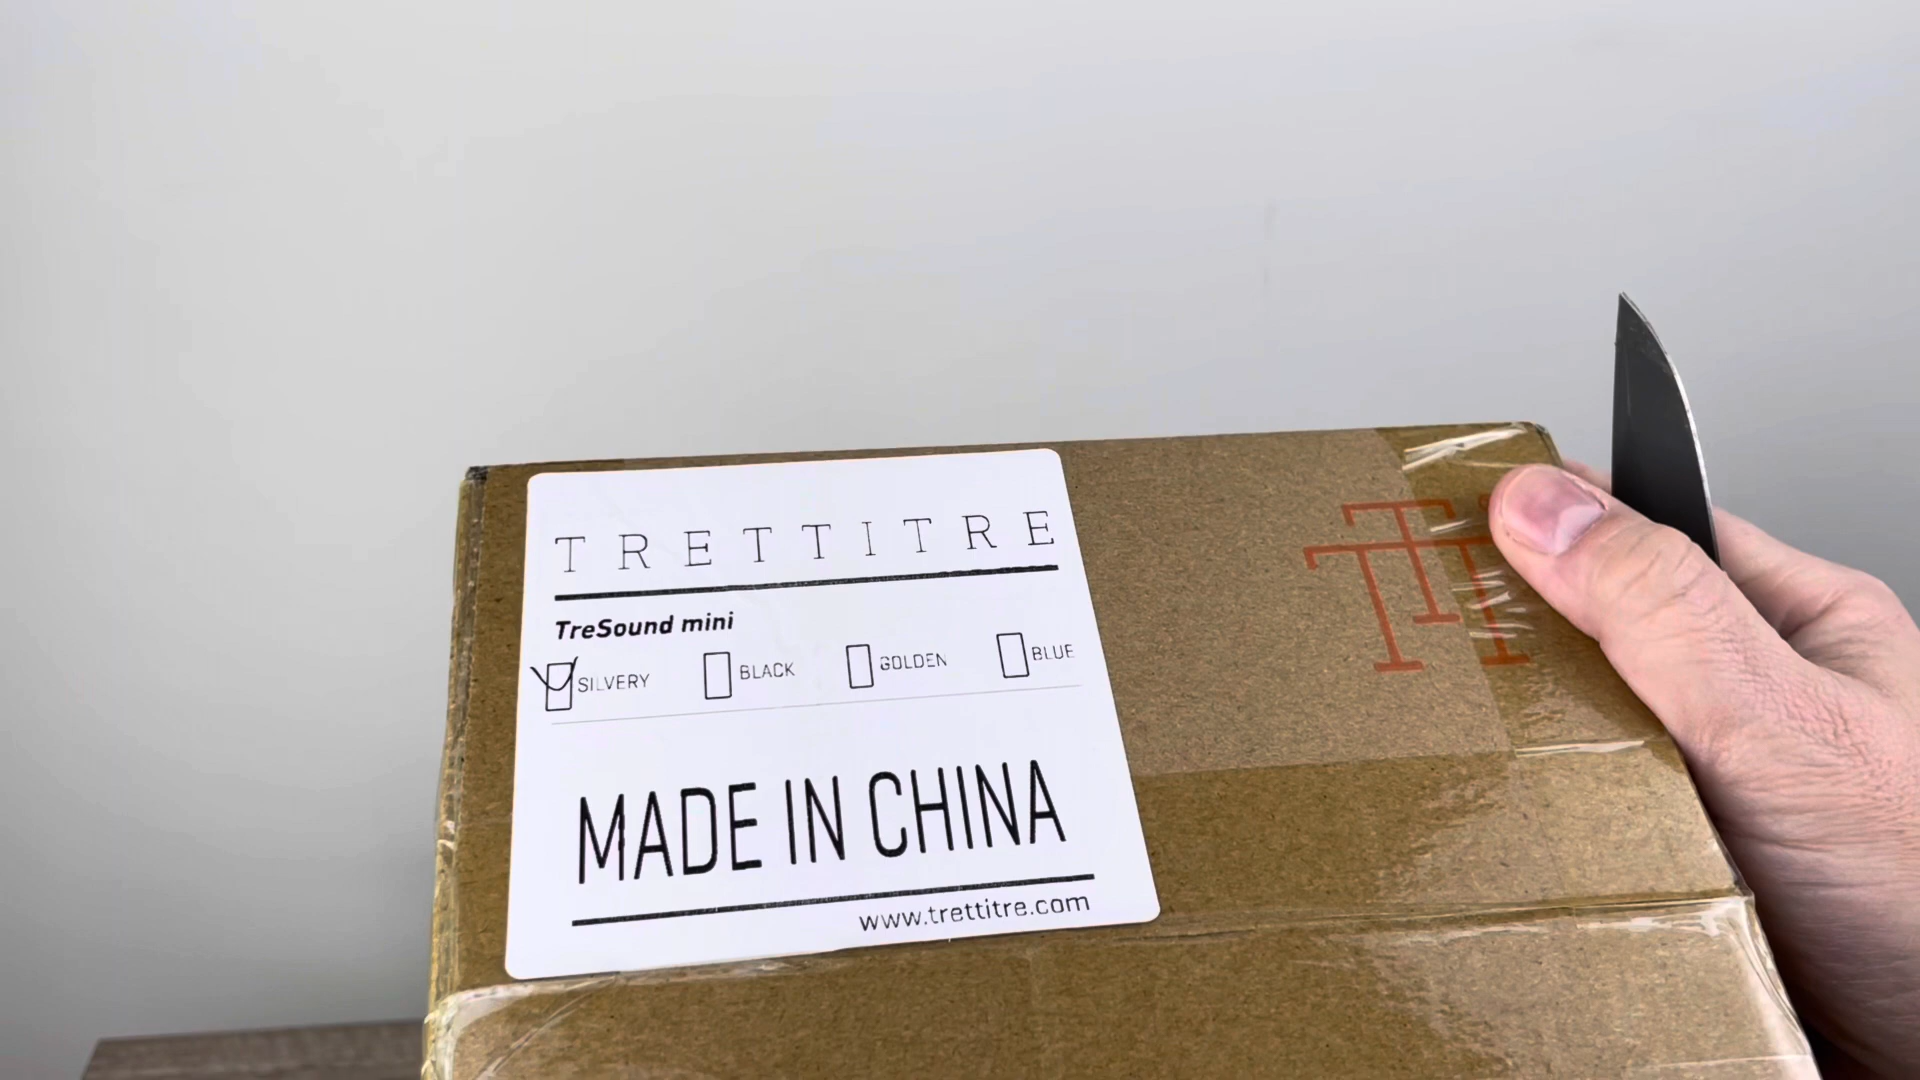 TRETTITRE
TreSound mini
SILVERY BLACK GOLDEN BLUE
MADE IN CHINA
www.trettitre.com